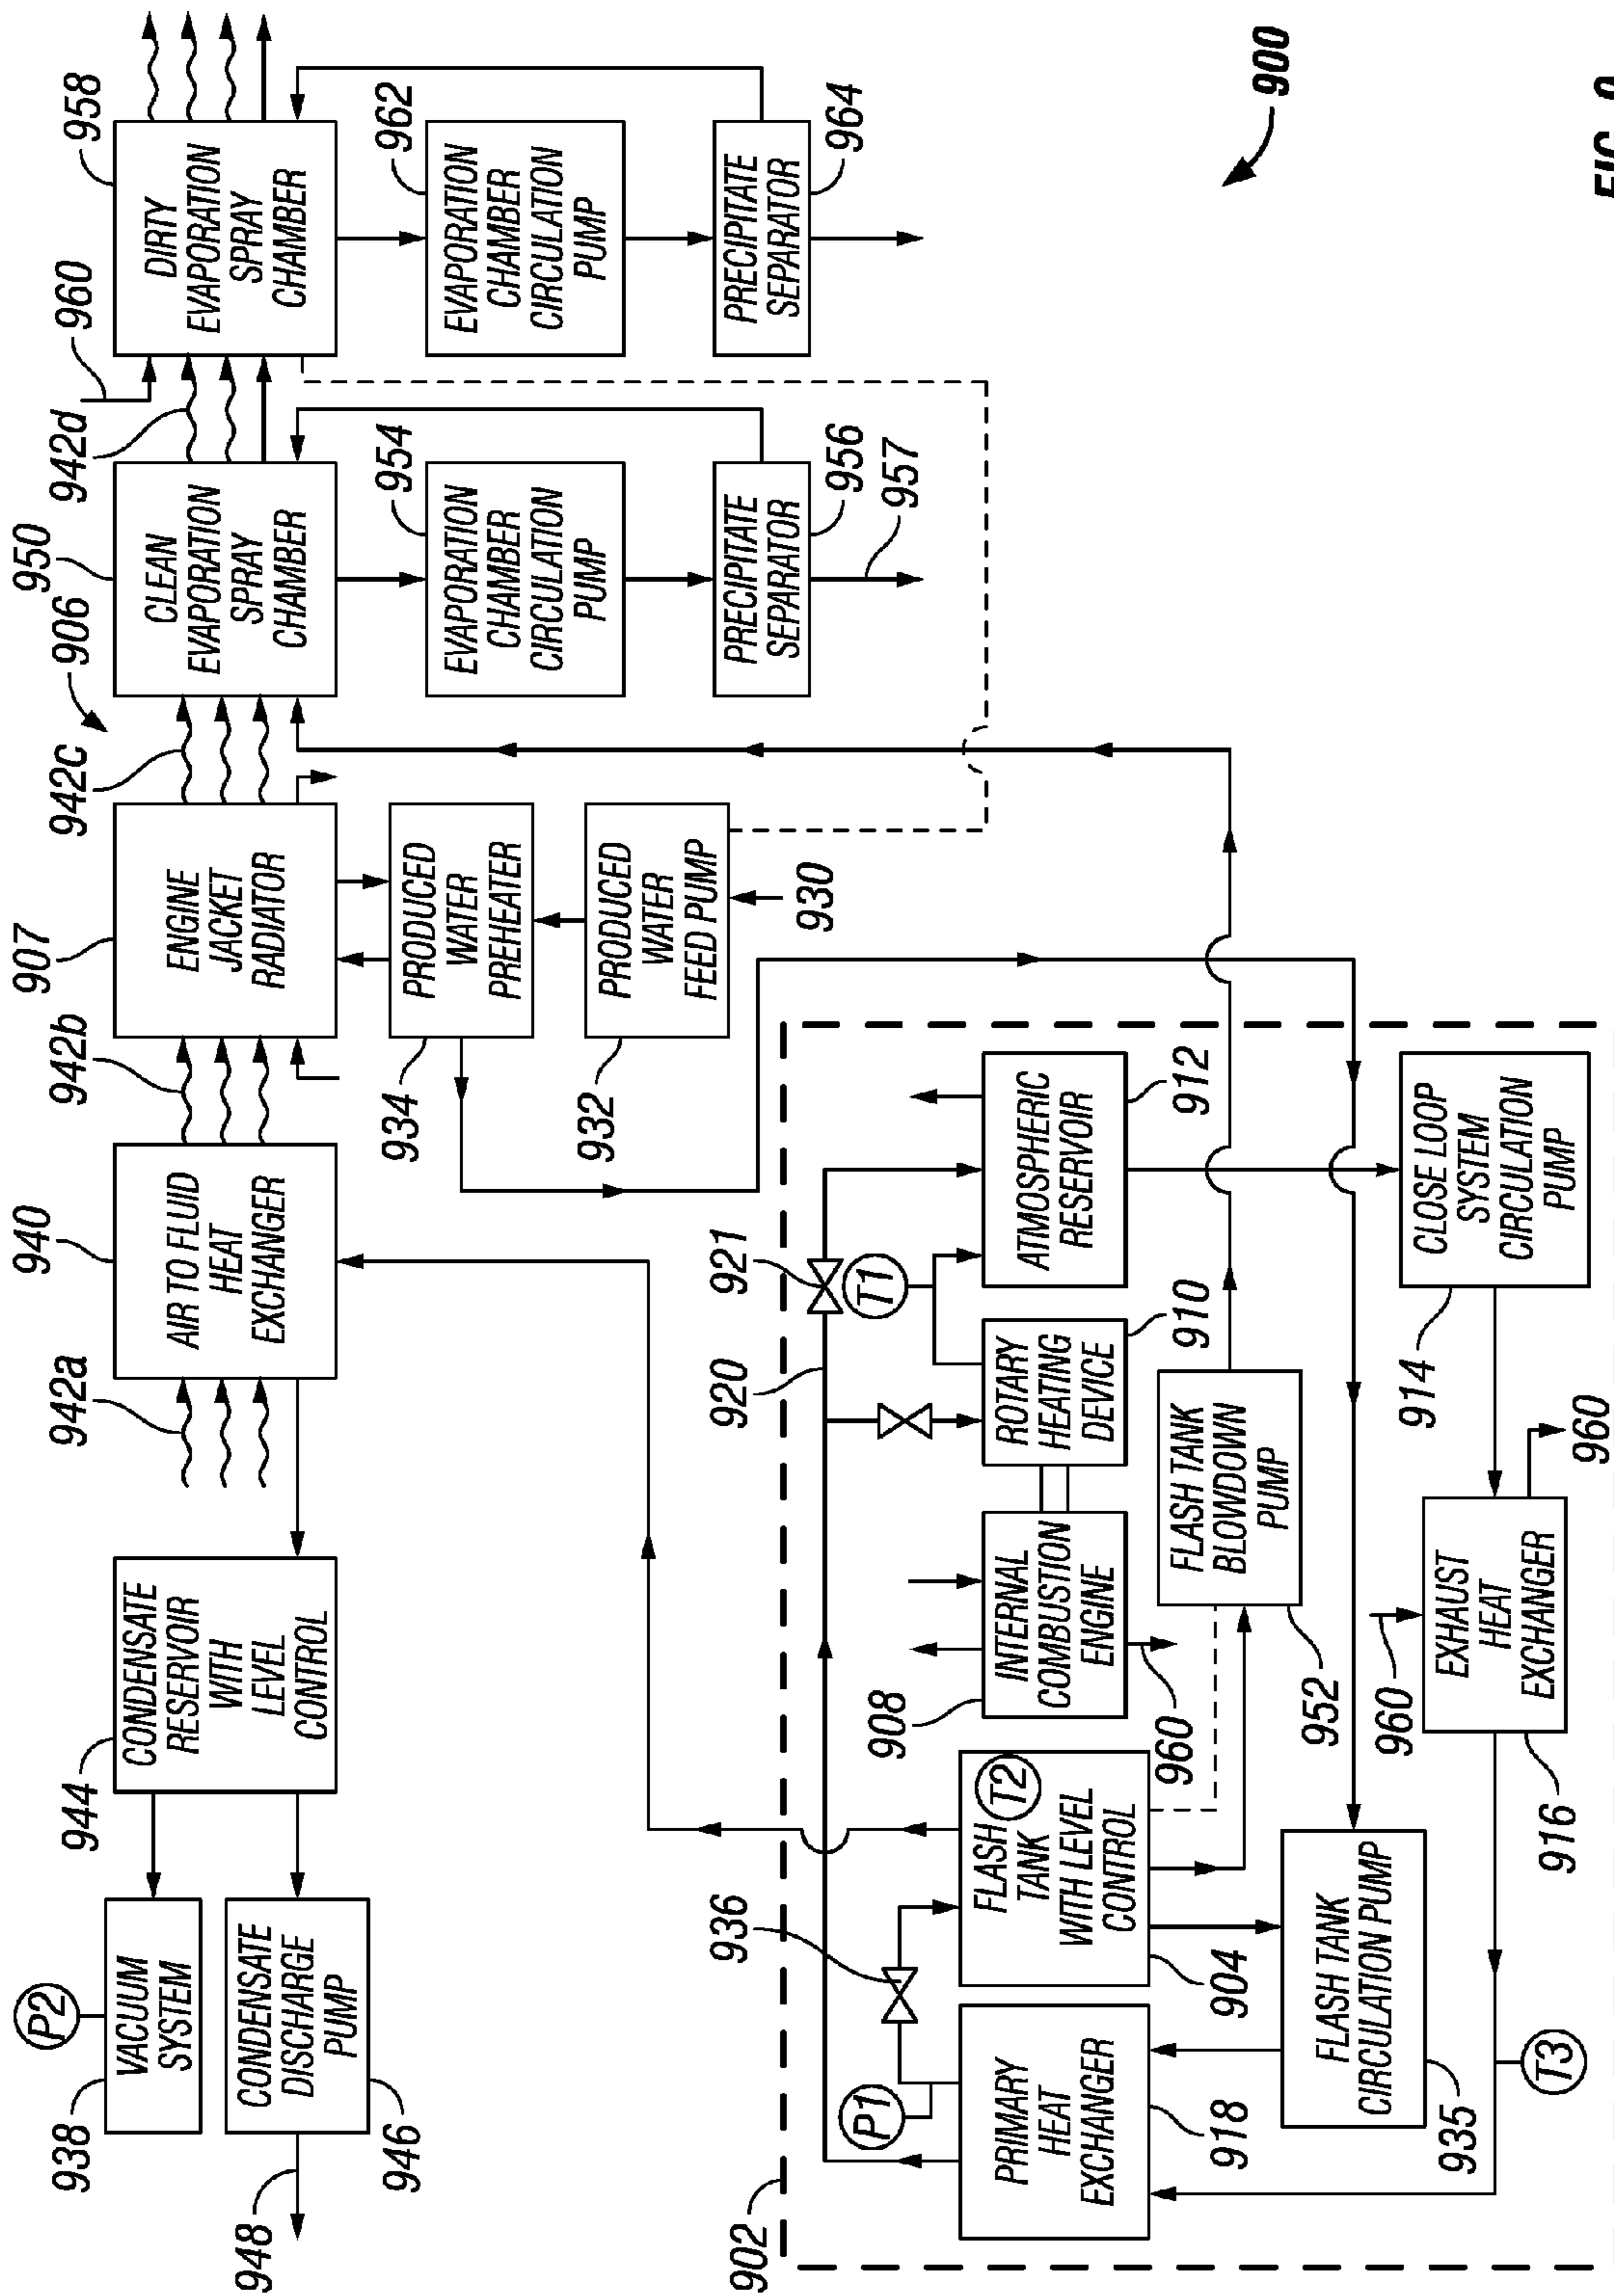 942a
940
AIR TO FLUID
HEAT
EXCHANGER
942b
907
ENGINE
JACKET
RADIATOR
942c
906
950
CLEAN
EVAPORATION
SPRAY
CHAMBER
942d
960
958
DIRTY
EVAPORATION
SPRAY
CHAMBER
P2
938
VACUUM
SYSTEM
944
CONDENSATE
RESERVOIR
WITH
LEVEL
CONTROL
948
CONDENSATE
DISCHARGE
PUMP
946
934
PRODUCED
WATER
PREHEATER
954
EVAPORATION
CHAMBER
CIRCULATION
PUMP
962
EVAPORATION
CHAMBER
CIRCULATION
PUMP
932
PRODUCED
WATER
FEED PUMP
930
PRECIPITATE
SEPARATOR
956
957
PRECIPITATE
SEPARATOR
964
902
936
920
921
P1
T1
PRIMARY
HEAT
EXCHANGER
918
FLASH
TANK
WITH LEVEL
CONTROL
T2
904
908
INTERNAL
COMBUSTION
ENGINE
960
ROTARY
HEATING
DEVICE
910
ATMOSPHERIC
RESERVOIR
912
FLASH TANK
BLOWDOWN
PUMP
952
FLASH TANK
CIRCULATION PUMP
935
960
EXHAUST
HEAT
EXCHANGER
916
960
914
CLOSE LOOP
SYSTEM
CIRCULATION
PUMP
T3
900